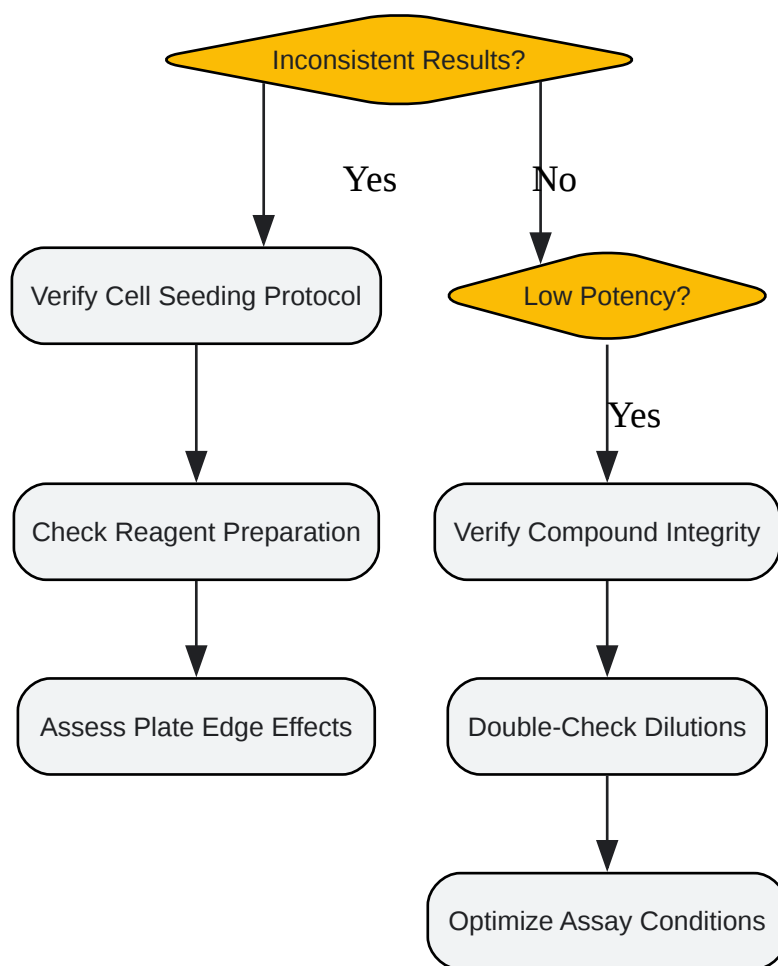 Inconsistent Results?
Yes
No
Verify Cell Seeding Protocol
Low Potency?
Yes
Check Reagent Preparation
Verify Compound Integrity
Assess Plate Edge Effects
Double-Check Dilutions
Optimize Assay Conditions